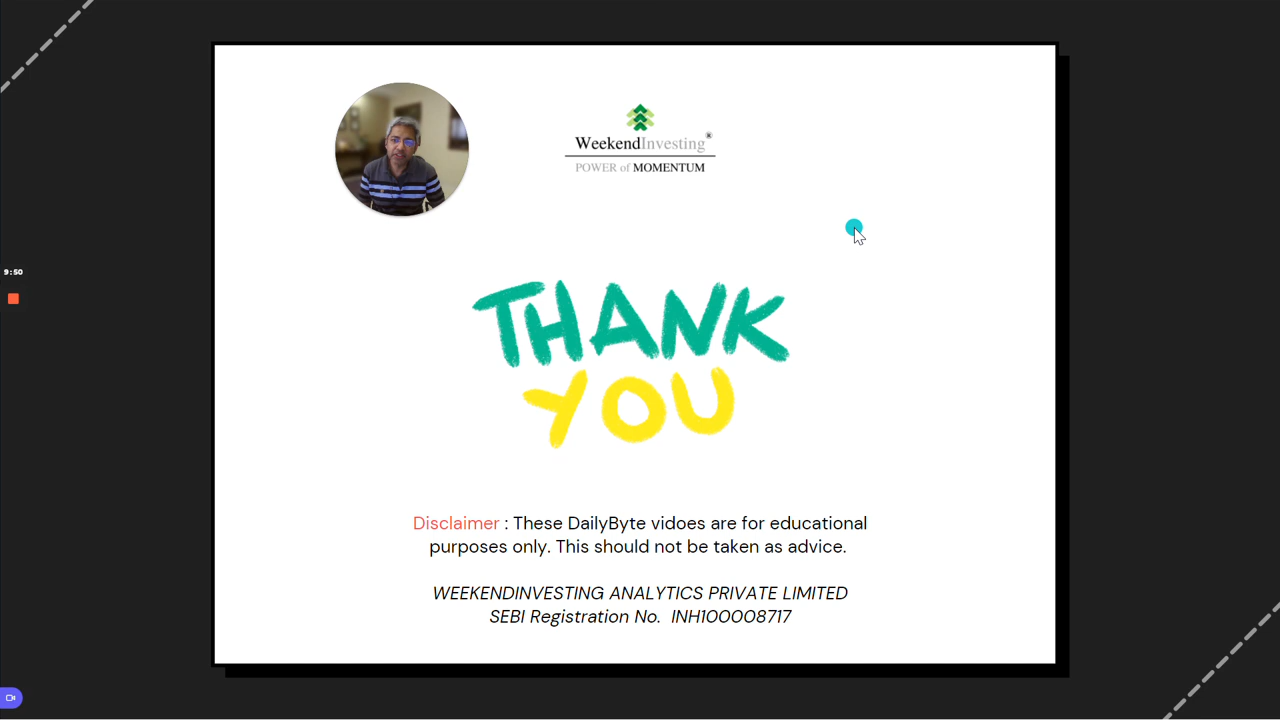 WeekendInvesting®
POWER of MOMENTUM
9:50
THANK
YOU
Disclaimer : These DailyByte vidoes are for educational
purposes only. This should not be taken as advice.
WEEKENDINVESTING ANALYTICS PRIVATE LIMITED
SEBI Registration No. INH100008717